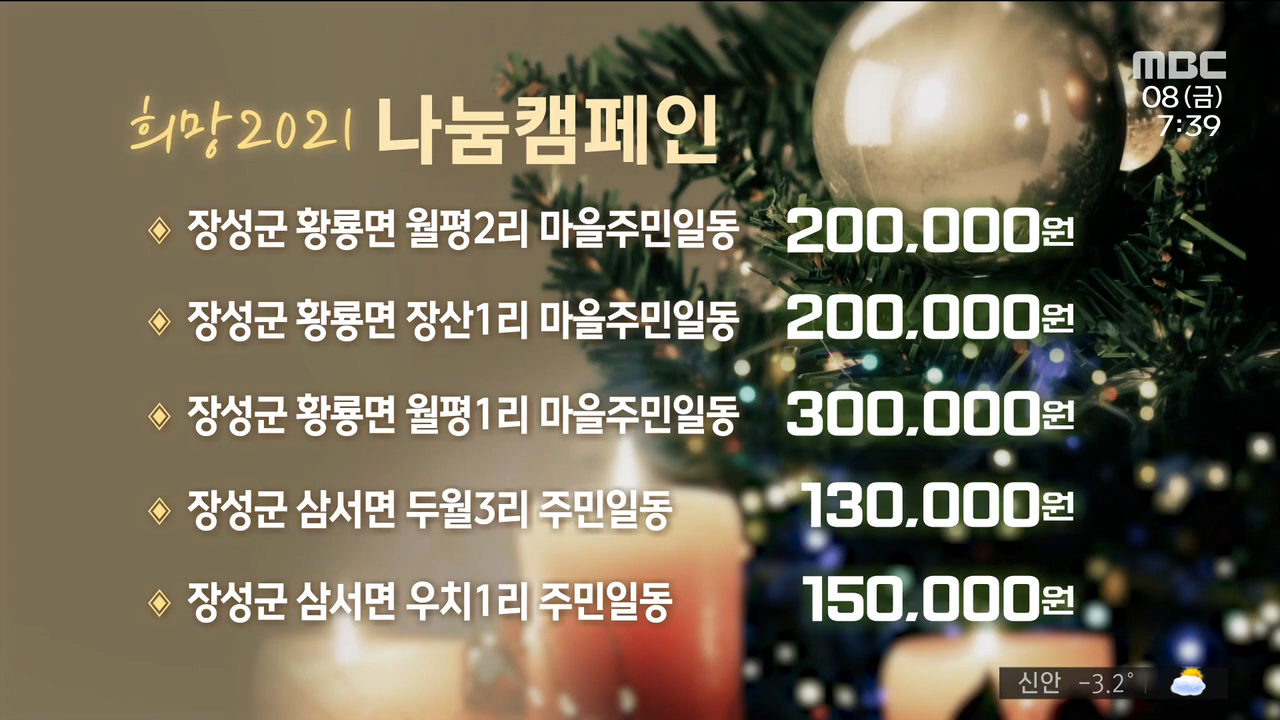 MBC
08(금)
7:39
희망2021 나눔캠페인
장성군 황룡면 월평2리 마을주민일동 200,000원
장성군 황룡면 장산1리 마을주민일동 200,000원
장성군 황룡면 월평1리 마을주민일동 300,000원
장성군 삼서면 두월3리 주민일동 130,000원
장성군 삼서면 우치1리 주민일동 150,000원
신안 -3.2°